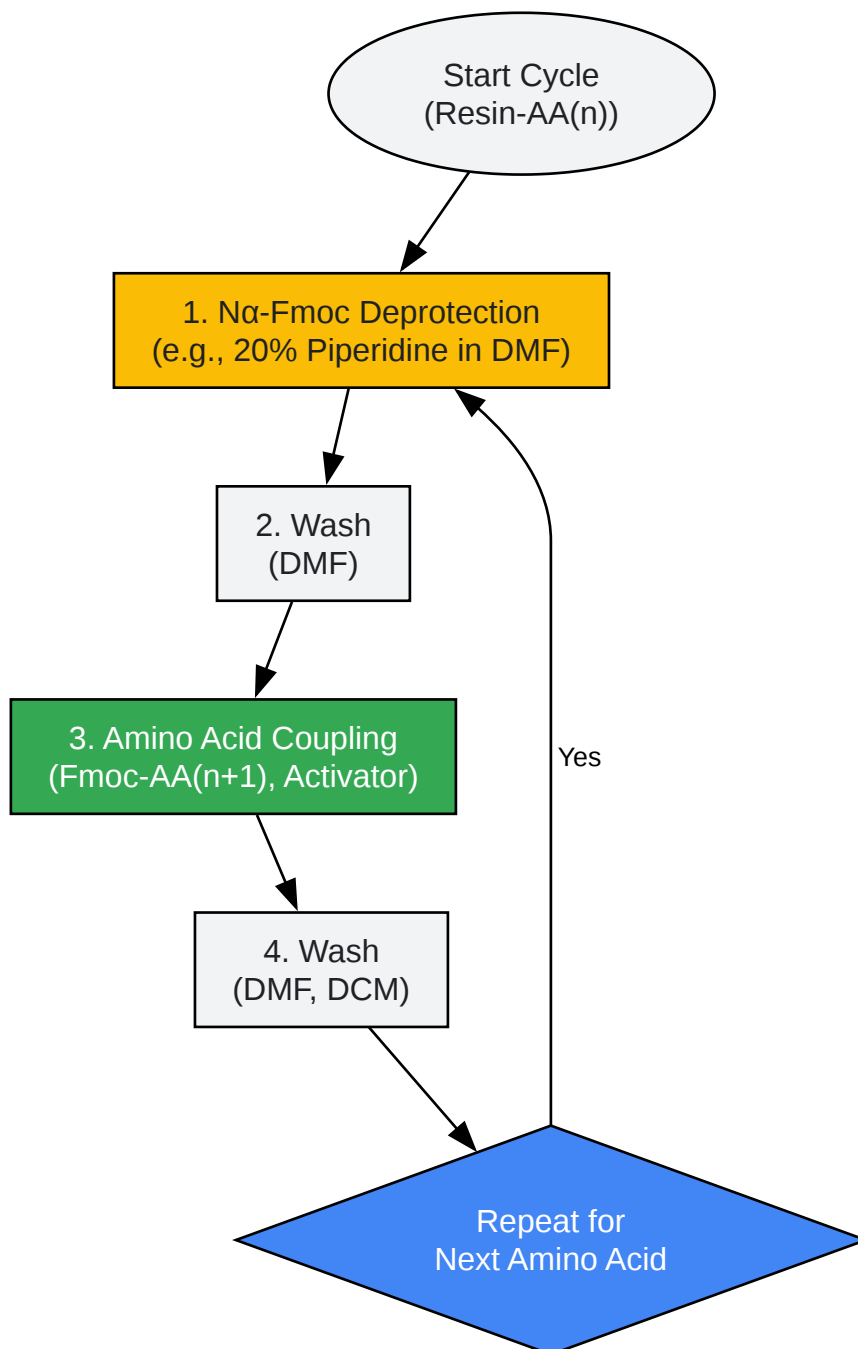 Start Cycle
(Resin-AA(n))
1. Nα-Fmoc Deprotection
(e.g., 20% Piperidine in DMF)
2. Wash
(DMF)
3. Amino Acid Coupling
(Fmoc-AA(n+1), Activator)
Yes
4. Wash
(DMF, DCM)
Repeat for
Next Amino Acid